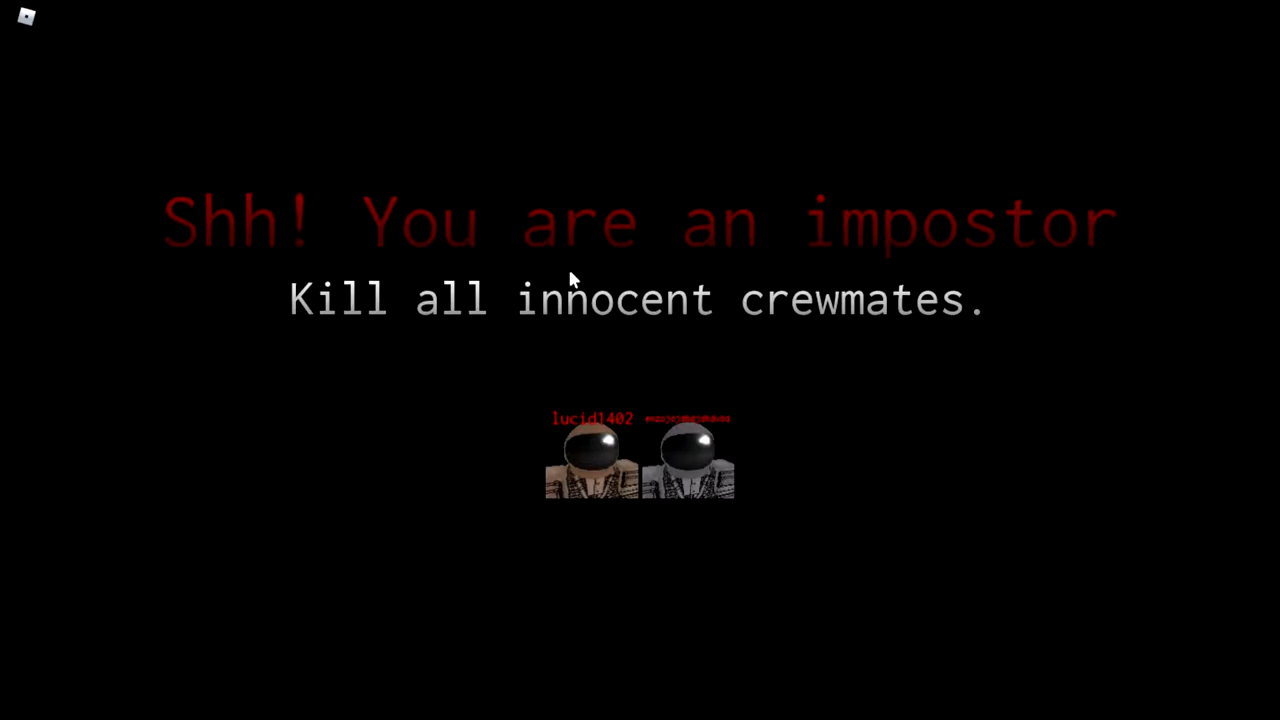 Shh! You are an impostor
Kill all innocent crewmates.
lucid1402